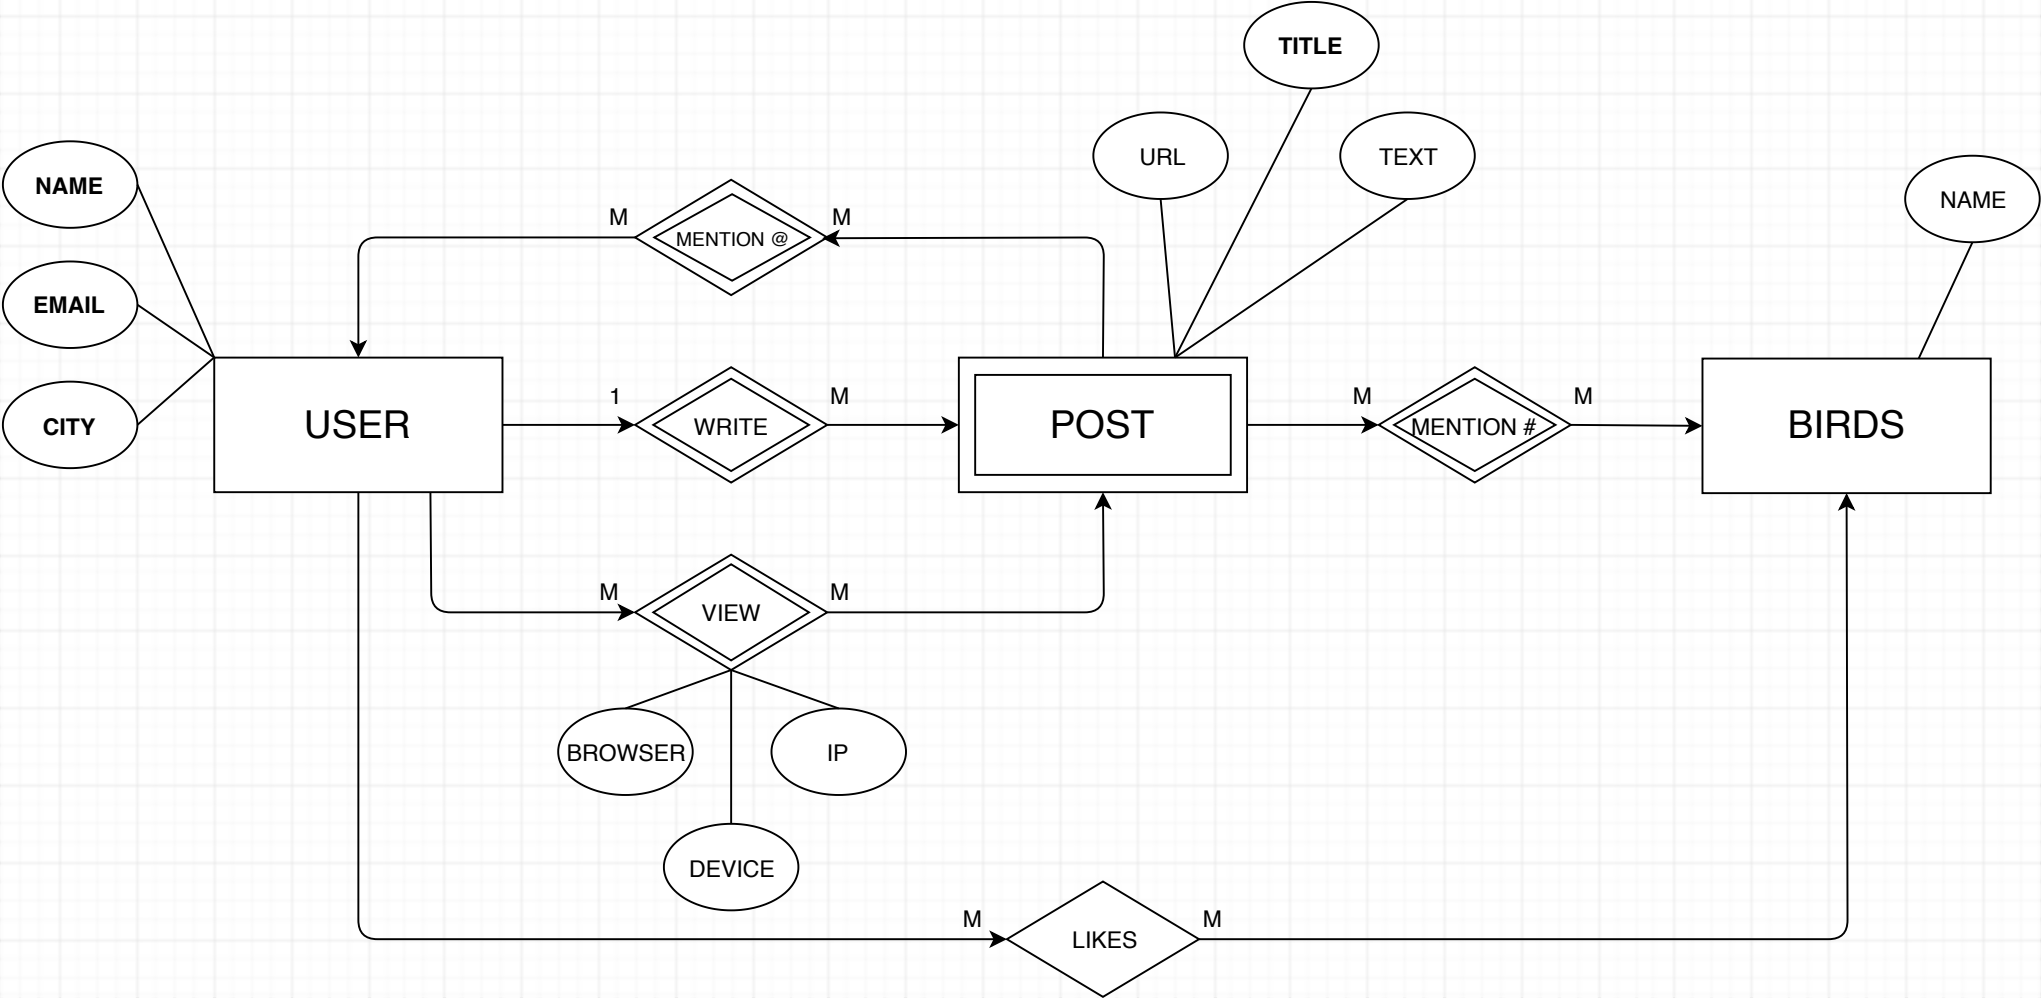 TITLE
URL
TEXT
NAME
NAME
M
MENTION @
M
EMAIL
CITY
USER
1
WRITE
M
POST
M
MENTION #
M
BIRDS
M
VIEW
M
BROWSER
IP
DEVICE
M
LIKES
M